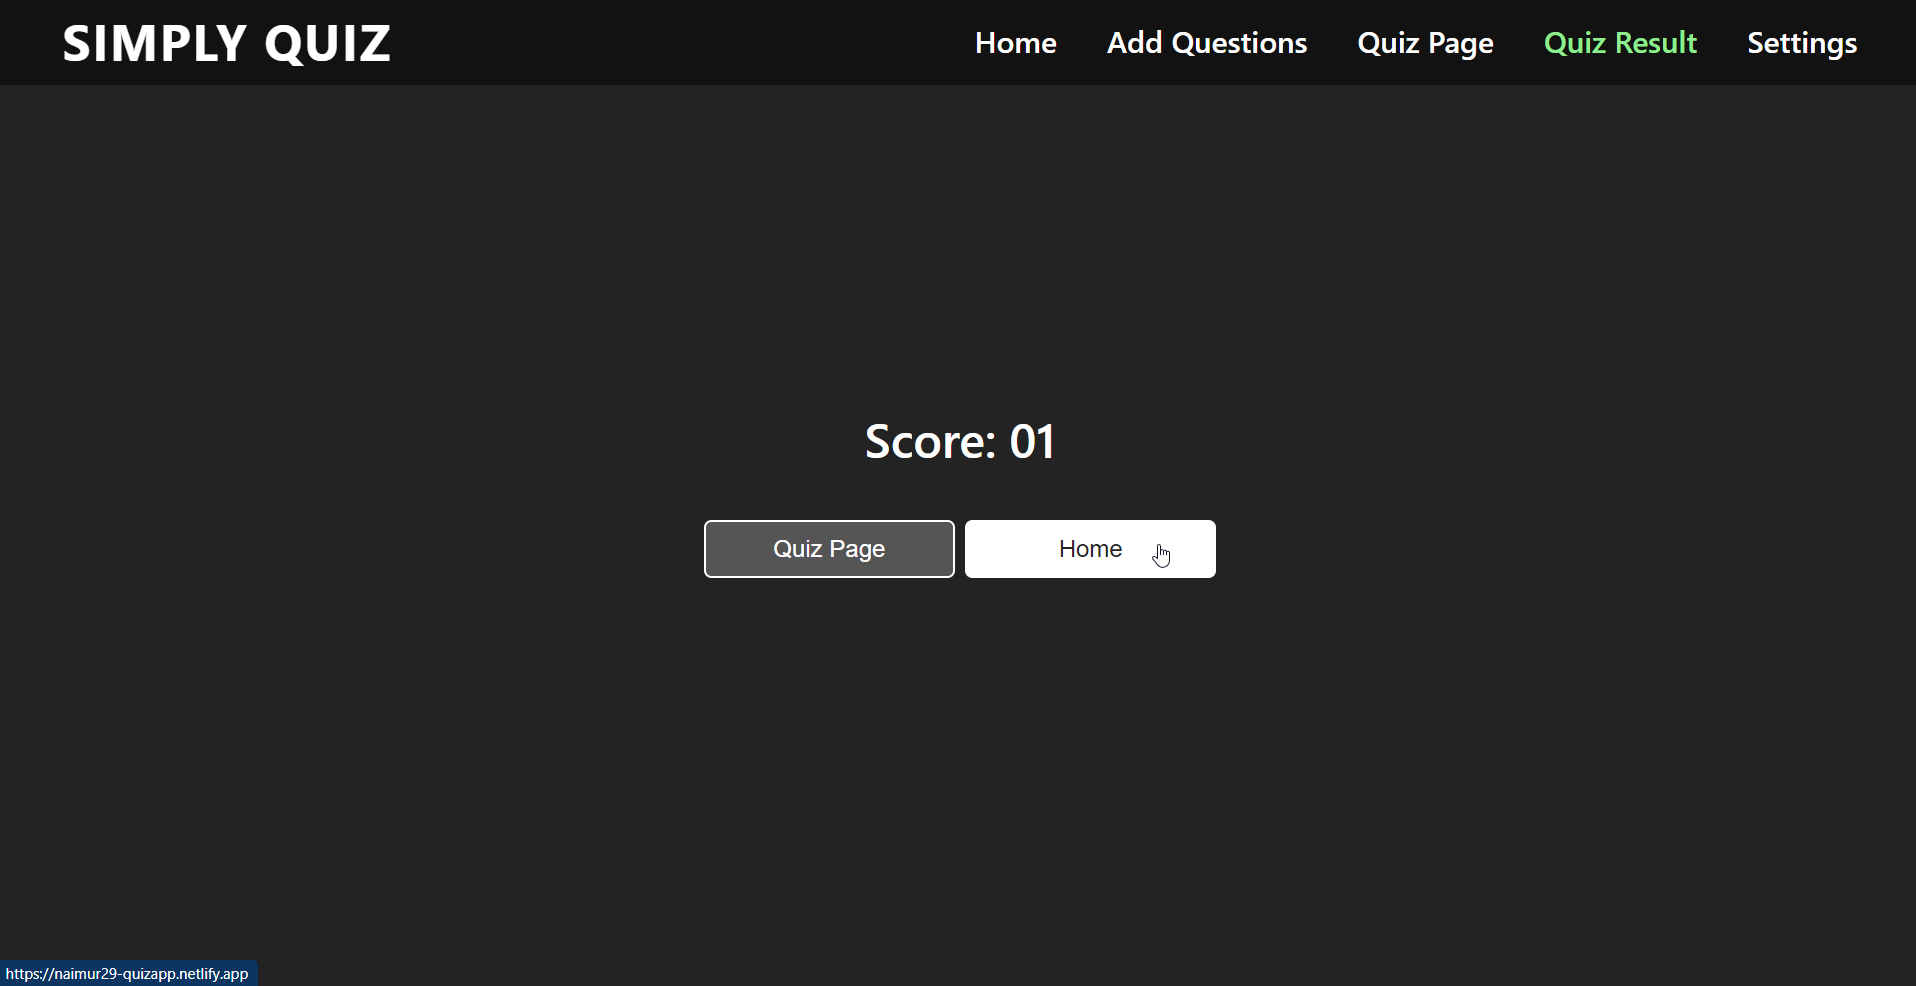 SIMPLY QUIZ
Home
Add Questions
Quiz Page
Quiz Result
Settings
Score: 01
Quiz Page
Home
https://naimur29-quizapp.netlify.app